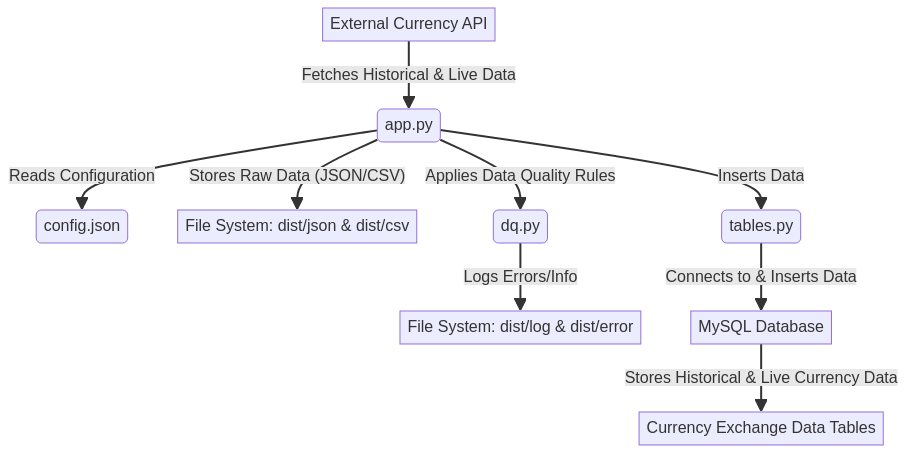 External Currency API
Fetches Historical & Live Data
app.py
Reads Configuration
Stores Raw Data (JSON/CSV)
Applies Data Quality Rules
Inserts Data
config.json
File System: dist/json & dist/csv
dq.py
tables.py
Logs Errors/Info
Connects to & Inserts Data
File System: dist/log & dist/error
MySQL Database
Stores Historical & Live Currency Data
Currency Exchange Data Tables